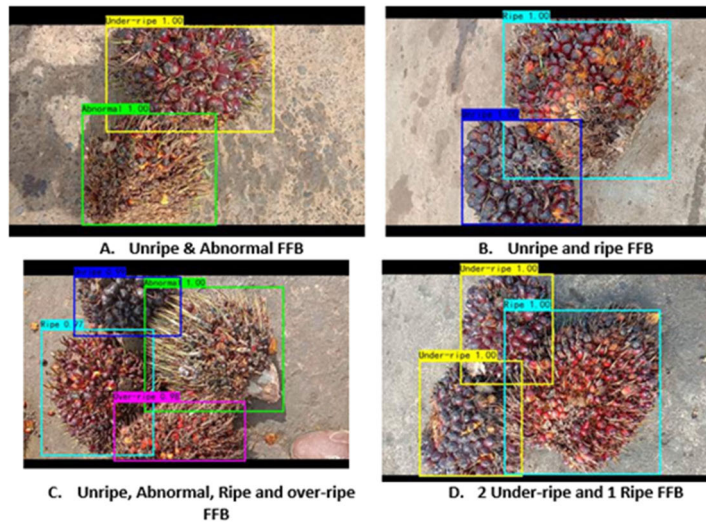 Under-ripe 1.00
Abnormal 1.00
A. Unripe & Abnormal FFB
Ripe 1.00
B. Unripe and ripe FFB
Abnormal 1.00
Ripe 0.97
Over-ripe 0.98
C. Unripe, Abnormal, Ripe and over-ripe
FFB
Under-ripe 1.00
Ripe 1.00
Under-ripe 1.00
D. 2 Under-ripe and 1 Ripe FFB